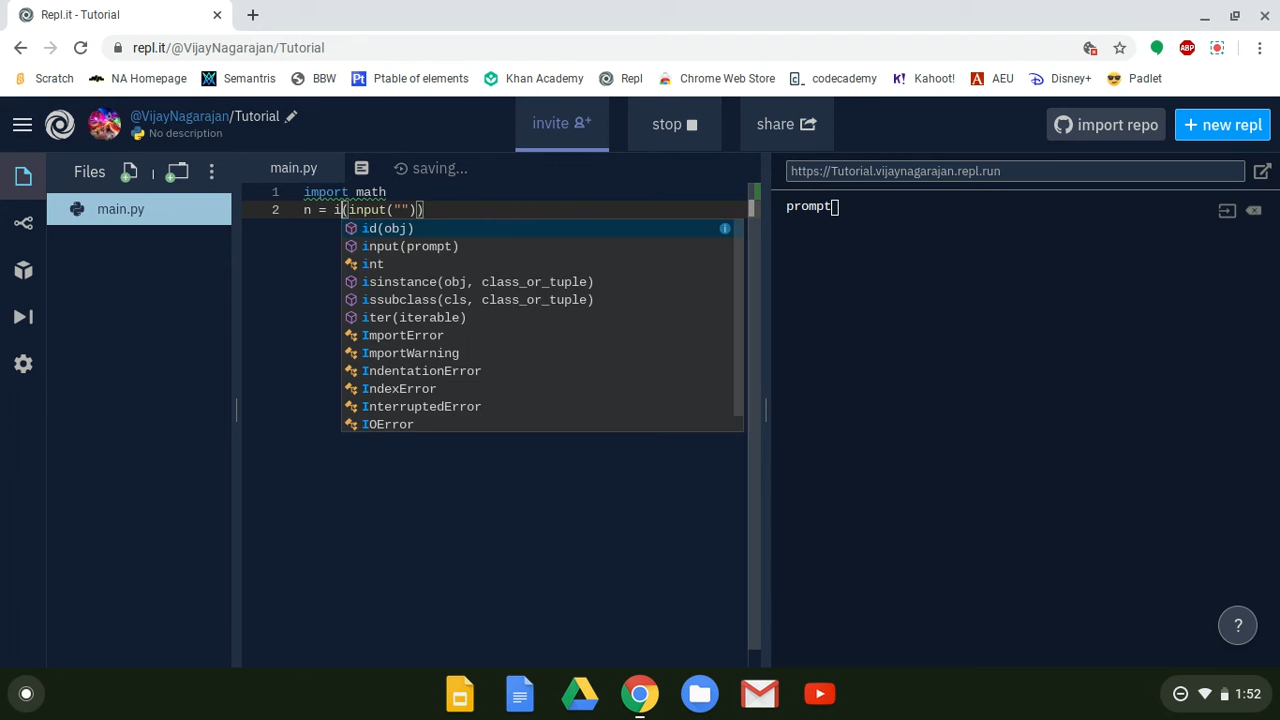 Repl.it - Tutorial
repl.it/@VijayNagarajan/Tutorial
ABP
Scratch NA Homepage Semantris BBW Pt Ptable of elements Khan Academy Repl Chrome Web Store codecademy K! Kahoot! A AEU Disney+ Padlet
@VijayNagarajan/Tutorial
No description
invite
stop
share
import repo
+ new repl
Files
main.py
saving...
https://Tutorial.vijaynagarajan.repl.run
main.py
1 import math
2 n = i(input(""))
id(obj)
input(prompt)
int
isinstance(obj, class_or_tuple)
issubclass(cls, class_or_tuple)
iter(iterable)
ImportError
ImportWarning
IndentationError
IndexError
InterruptedError
IOError
prompt
?
1:52